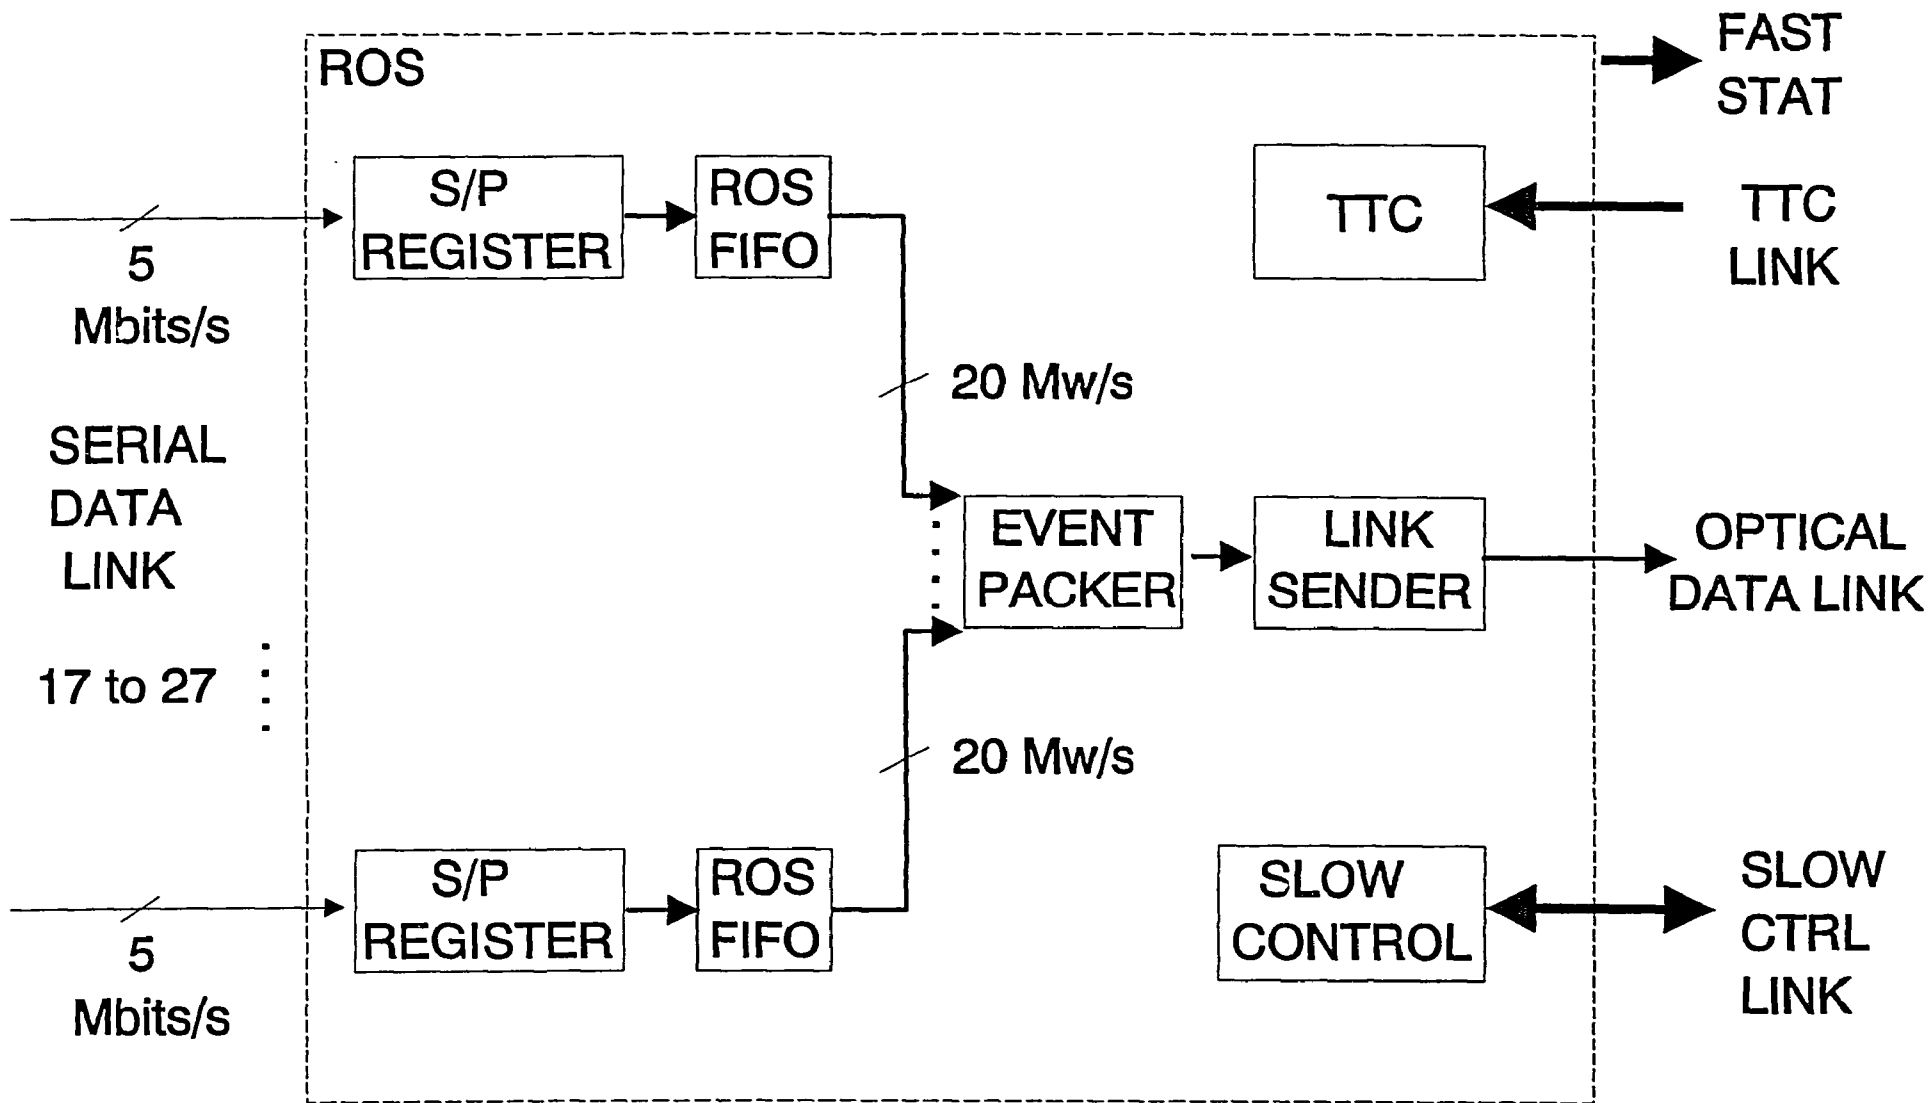 ROS
FAST
STAT
S/P
REGISTER
ROS
FIFO
TTC
TTC
LINK
5
Mbits/s
20 Mw/s
SERIAL
DATA
LINK
EVENT
PACKER
LINK
SENDER
OPTICAL
DATA LINK
17 to 27
20 Mw/s
S/P
REGISTER
ROS
FIFO
SLOW
CONTROL
SLOW
CTRL
LINK
5
Mbits/s